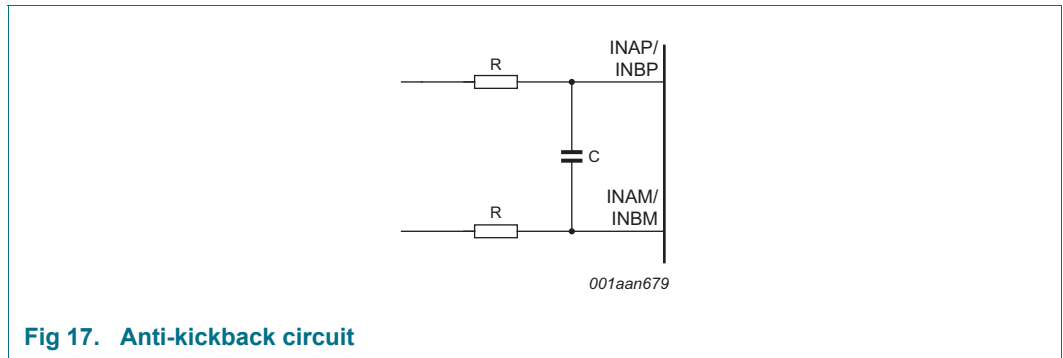 INAP/
INBP
R
C
INAM/
INBM
R
001aan679
Fig 17. Anti-kickback circuit